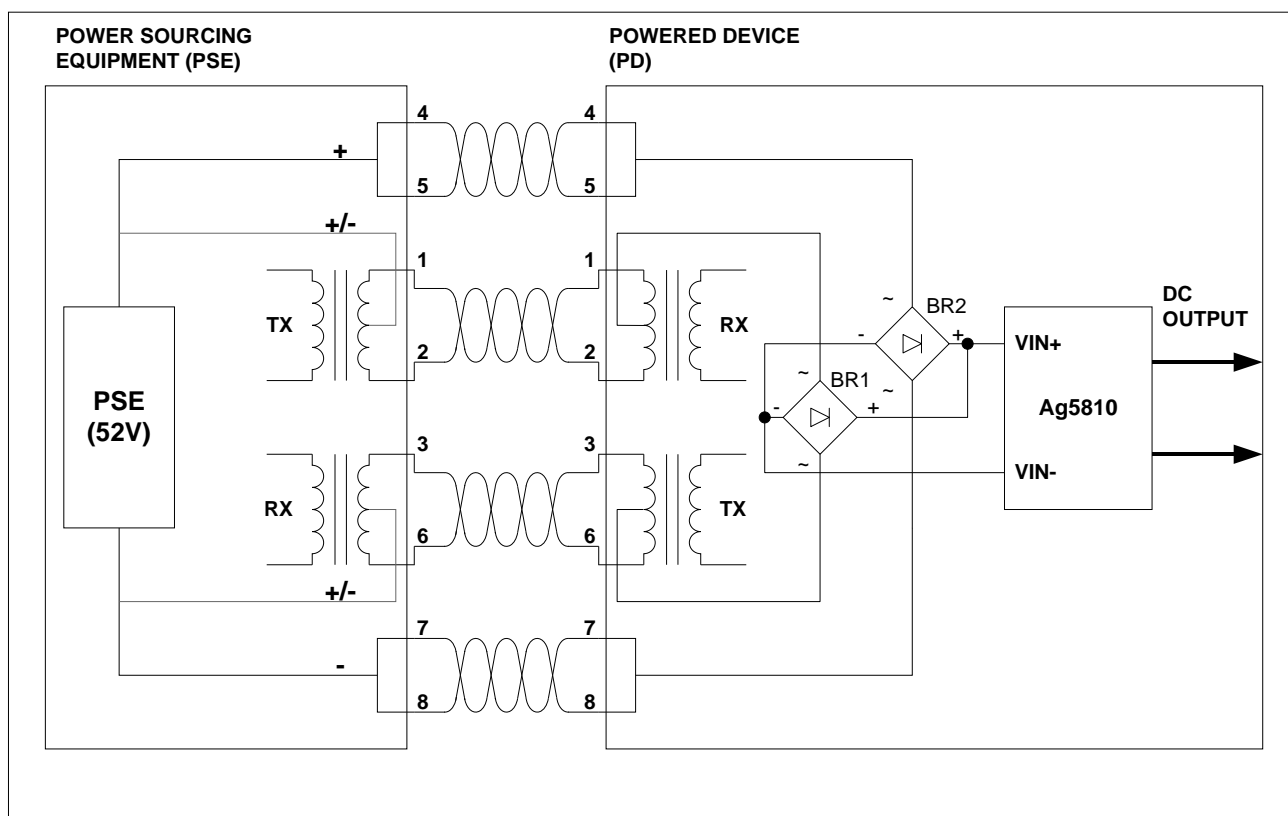 POWER SOURCING
EQUIPMENT (PSE)
POWERED DEVICE
(PD)
4
4
+
5
5
+/-
1
1
TX
RX
2
2
PSE
(52V)
3
3
RX
TX
6
6
+/-
7
7
-
8
8
~
BR2
-
+
~
BR1
~
-
+
~
VIN+
Ag5810
VIN-
DC
OUTPUT